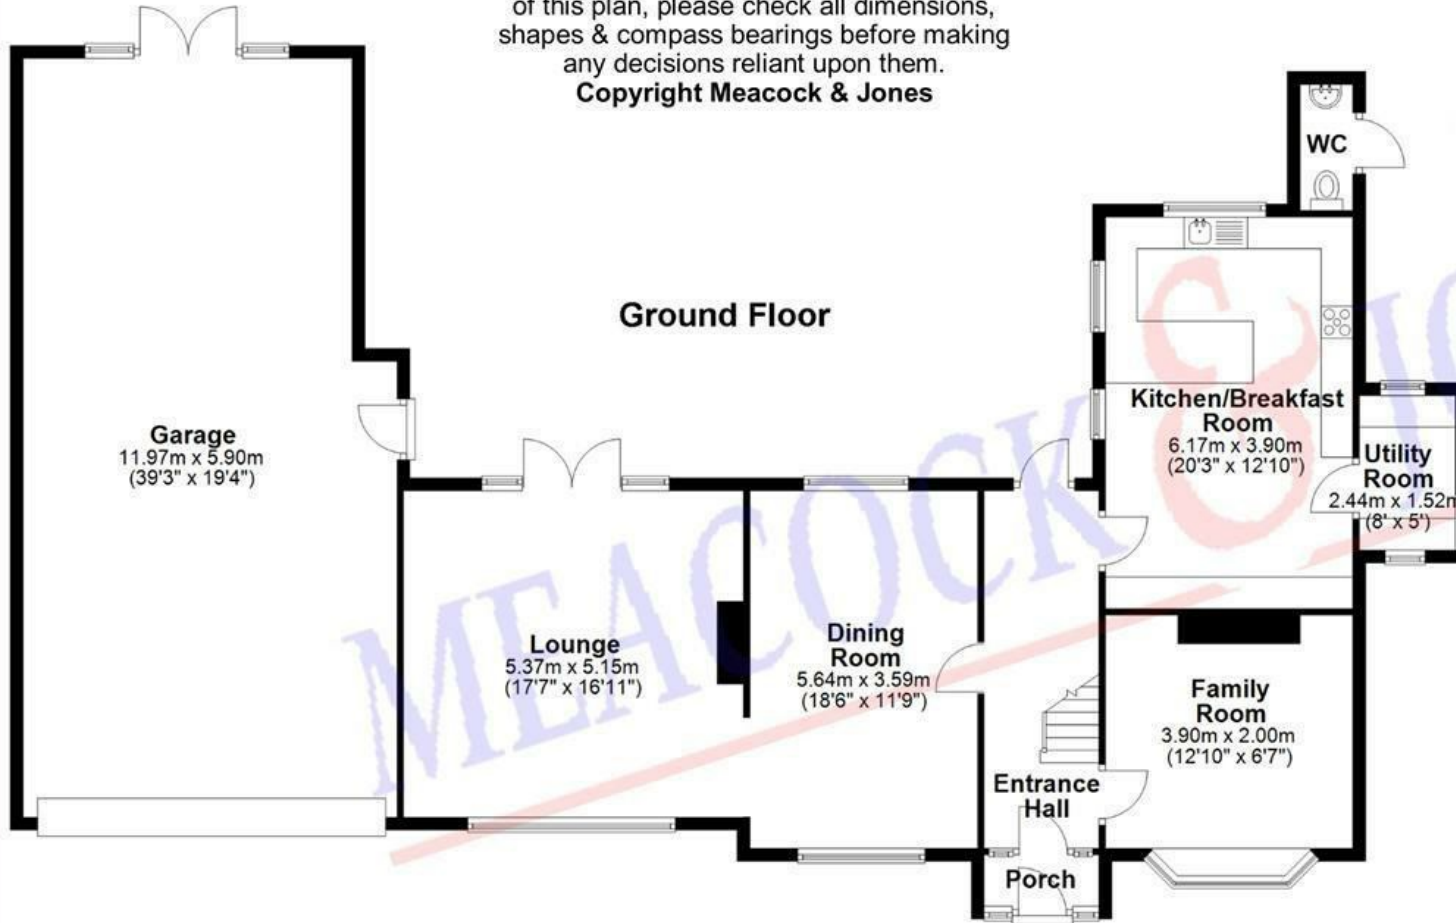 of this plan, please check all dimensions,
shapes & compass bearings before making
any decisions reliant upon them.
Copyright Meacock & Jones
WC
Ground Floor
Kitchen/Breakfast
Room
6.17m x 3.90m
(20'3" x 12'10")
Garage
11.97m x 5.90m
(39'3" x 19'4")
Utility
Room
2.44m x 1.52m
(8' x 5')
Lounge
5.37m x 5.15m
(17'7" x 16'11")
Dining
Room
5.64m x 3.59m
(18'6" x 11'9")
Family
Room
3.90m x 2.00m
(12'10" x 6'7")
Entrance
Hall
Porch
MEACOCK & JO